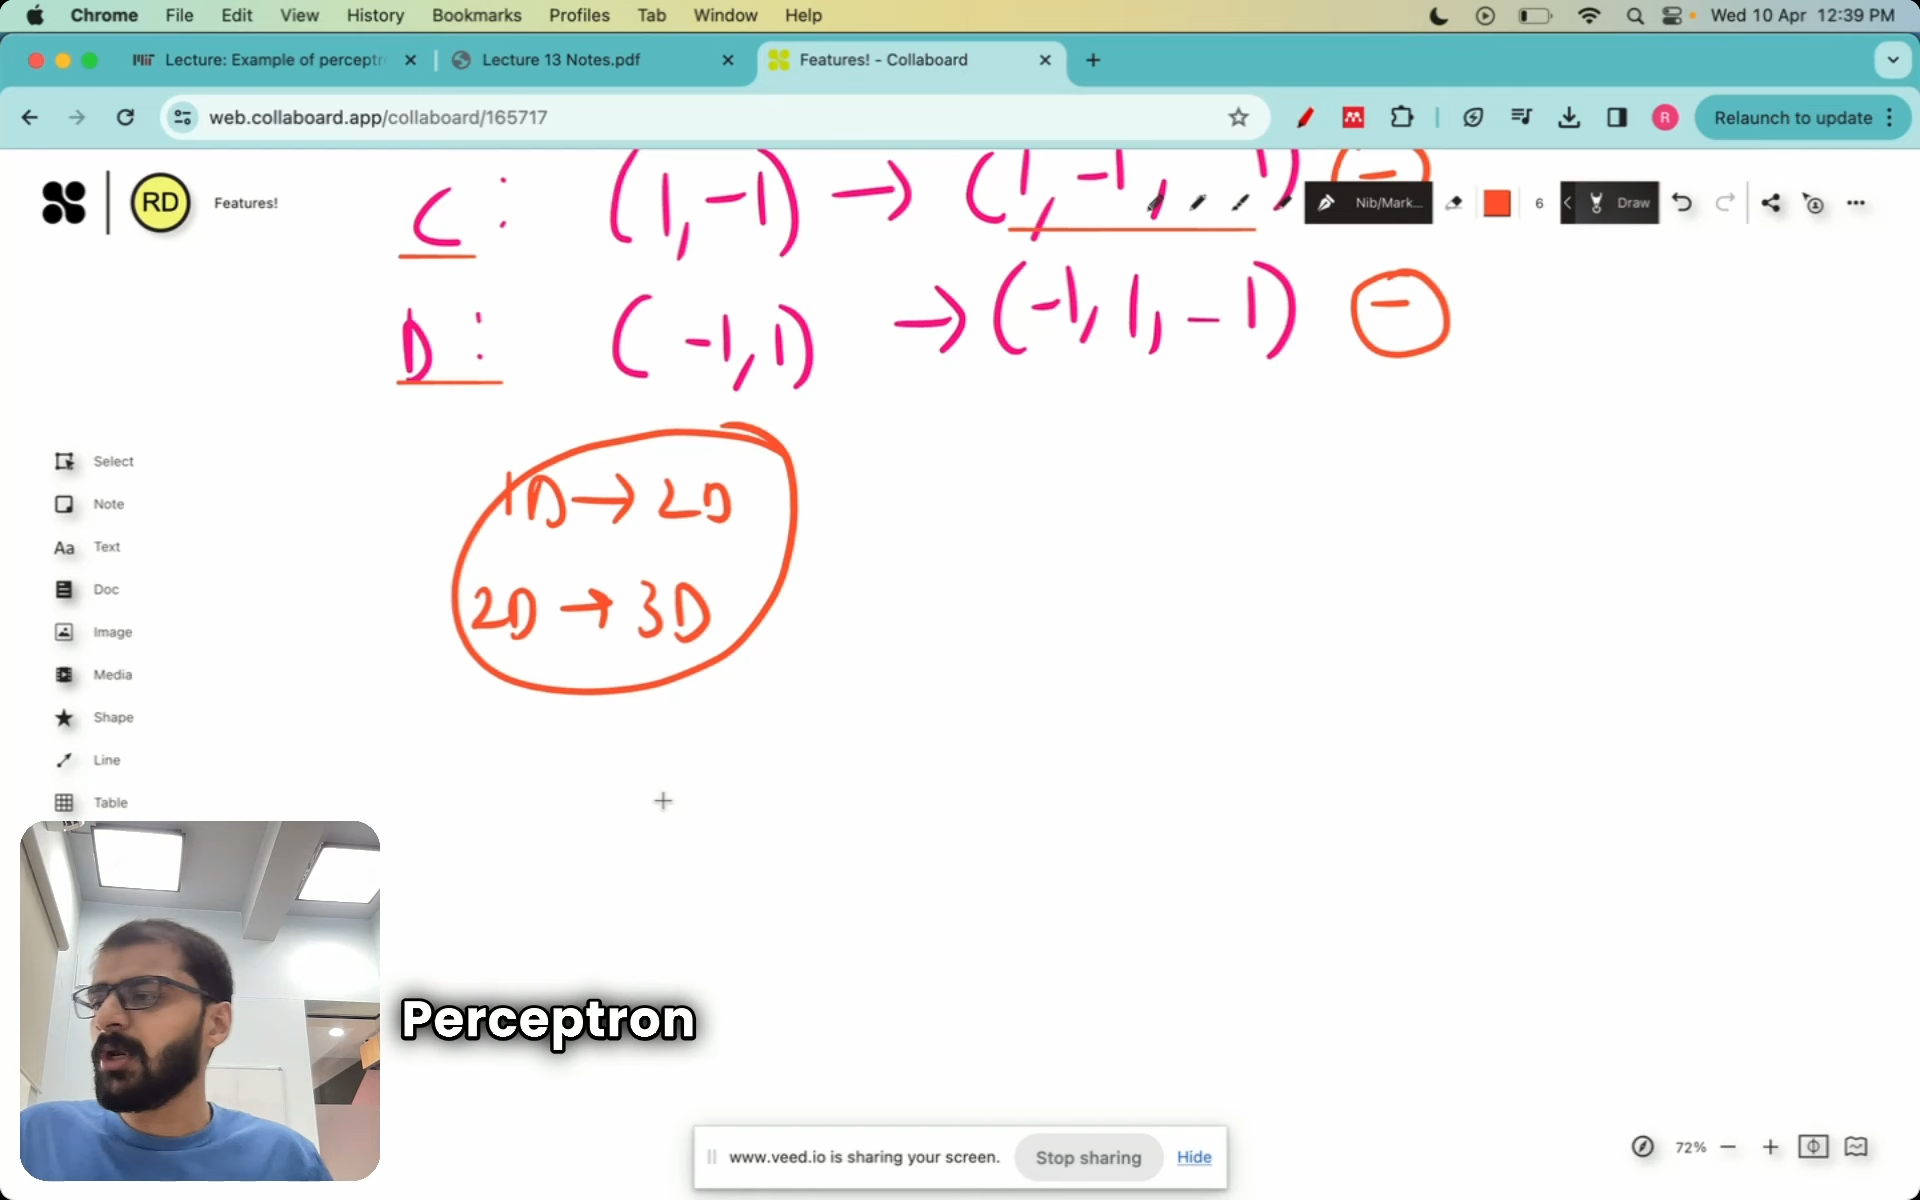 Chrome File Edit View History Bookmarks Profiles Tab Window Help Wed 10 Apr 12:39 PM
Lecture: Example of perceptr Lecture 13 Notes.pdf Features! - Collaboard
web.collaboard.app/collaboard/165717 R Relaunch to update
RD Features! Nib/Mark... 6 Draw
C : (1, -1) → (1, -1, -
D : (-1, 1) → (-1, 1, -1) -
1D → 2D
2D → 3D
Select
Note
Aa Text
Doc
Image
Media
Shape
Line
Table
Perceptron
www.veed.io is sharing your screen. Stop sharing Hide
72%